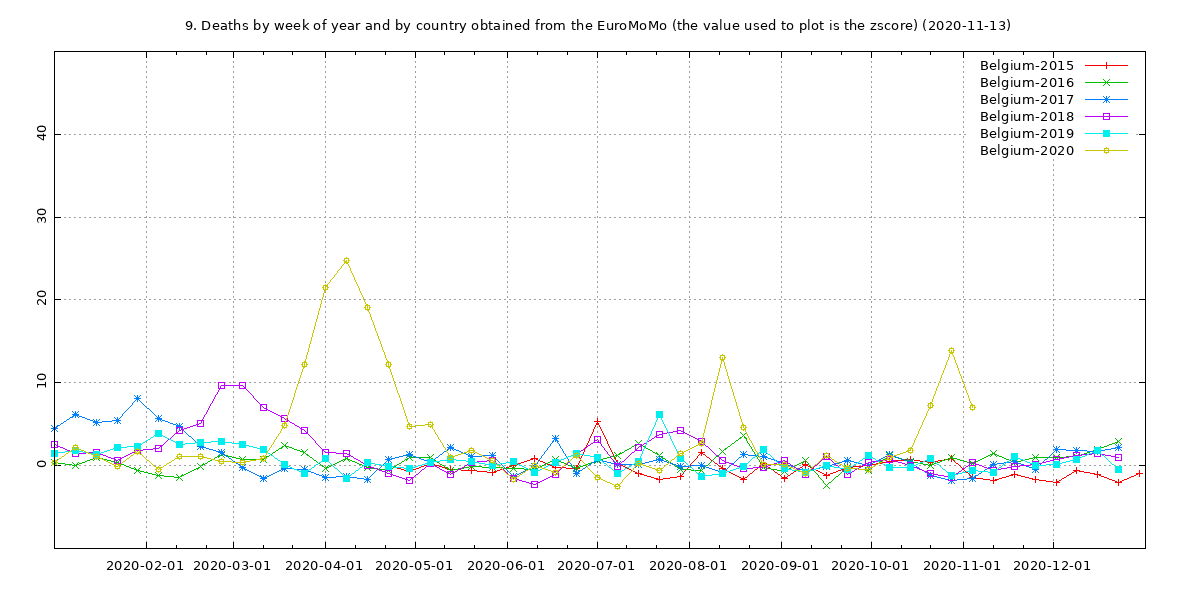 9. Deaths by week of year and by country obtained from the EuroMoMo (the value used to plot is the zscore) (2020-11-13)
Belgium-2015
Belgium-2016
Belgium-2017
Belgium-2018
Belgium-2019
Belgium-2020
40
30
20
10
0
2020-02-01 2020-03-01 2020-04-01 2020-05-01 2020-06-01 2020-07-01 2020-08-01 2020-09-01 2020-10-01 2020-11-01 2020-12-01